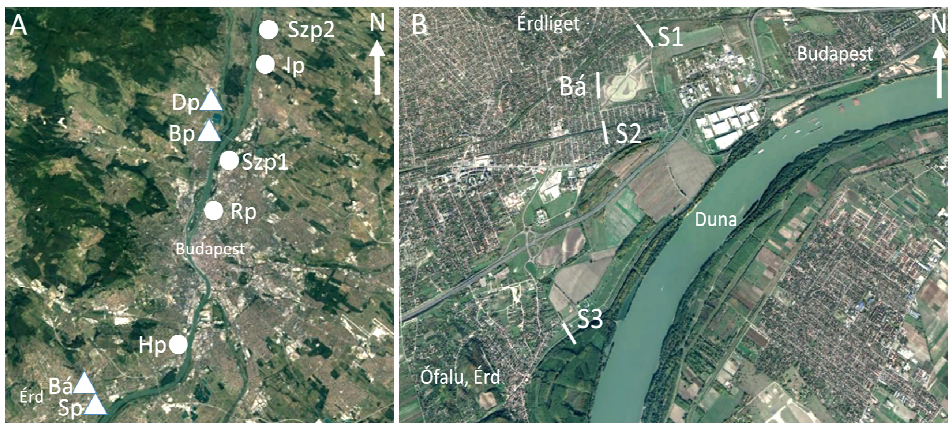 A
N
Szp2
Ip
Dp
Bp
Szp1
Rp
Budapest
Hp
Bá
Érd
Sp
B
Érdliget
N
S1
Budapest
Bá
S2
Duna
S3
Ófalu, Érd